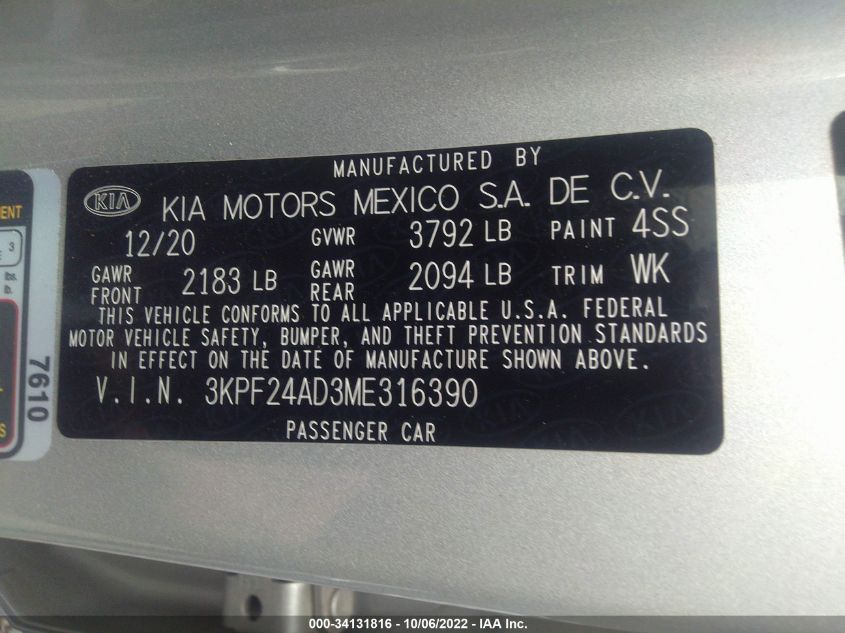 MANUFACTURED BY
KIA KIA MOTORS MEXICO S.A. DE C.V.
12/20 GVWR 3792 LB PAINT 4SS
GAWR FRONT 2183 LB GAWR REAR 2094 LB TRIM WK
THIS VEHICLE CONFORMS TO ALL APPLICABLE U.S.A. FEDERAL
MOTOR VEHICLE SAFETY, BUMPER, AND THEFT PREVENTION STANDARDS
IN EFFECT ON THE DATE OF MANUFACTURE SHOWN ABOVE.
V.I.N. 3KPF24AD3ME316390
PASSENGER CAR
3
lbs.
lb.
7610
000-34131816 - 10/06/2022 - IAA Inc.